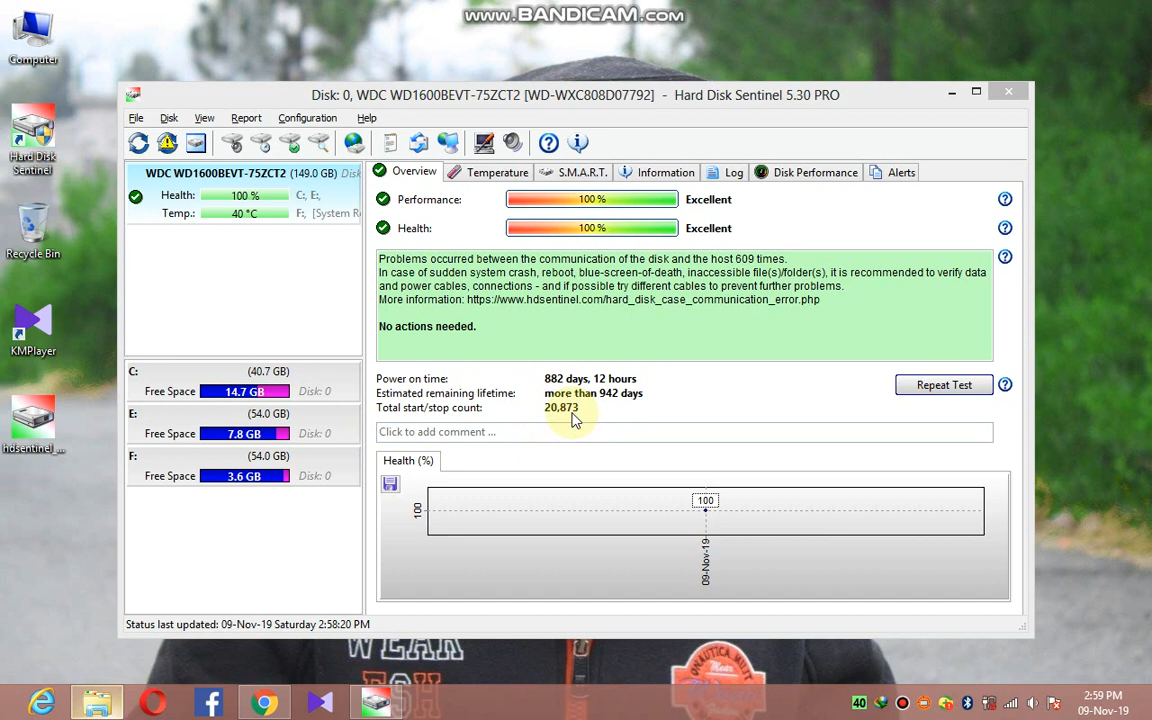 www.BANDICAM.com
Computer
Hard Disk
Sentinel
Recycle Bin
KMPlayer
hdsentinel_...
Disk: 0, WDC WD1600BEVT-75ZCT2 [WD-WXC808D07792] - Hard Disk Sentinel 5.30 PRO
File Disk View Report Configuration Help
WDC WD1600BEVT-75ZCT2 (149.0 GB) Disk
Health: 100 % C:, E:,
Temp.: 40 °C F:, [System Re
C: (40.7 GB)
Free Space 14.7 GB Disk: 0
E: (54.0 GB)
Free Space 7.8 GB Disk: 0
F: (54.0 GB)
Free Space 3.6 GB Disk: 0
Overview Temperature S.M.A.R.T. Information Log Disk Performance Alerts
Performance: 100 % Excellent
Health: 100 % Excellent
Problems occurred between the communication of the disk and the host 609 times.
In case of sudden system crash, reboot, blue-screen-of-death, inaccessible file(s)/folder(s), it is recommended to verify data
and power cables, connections - and if possible try different cables to prevent further problems.
More information: https://www.hdsentinel.com/hard_disk_case_communication_error.php
No actions needed.
Power on time: 882 days, 12 hours
Estimated remaining lifetime: more than 942 days
Total start/stop count: 20,873
Repeat Test
Click to add comment ...
Health (%)
100
100
09-Nov-19
Status last updated: 09-Nov-19 Saturday 2:58:20 PM
WEAR
NAUTICA MUST
40
2:59 PM
09-Nov-19